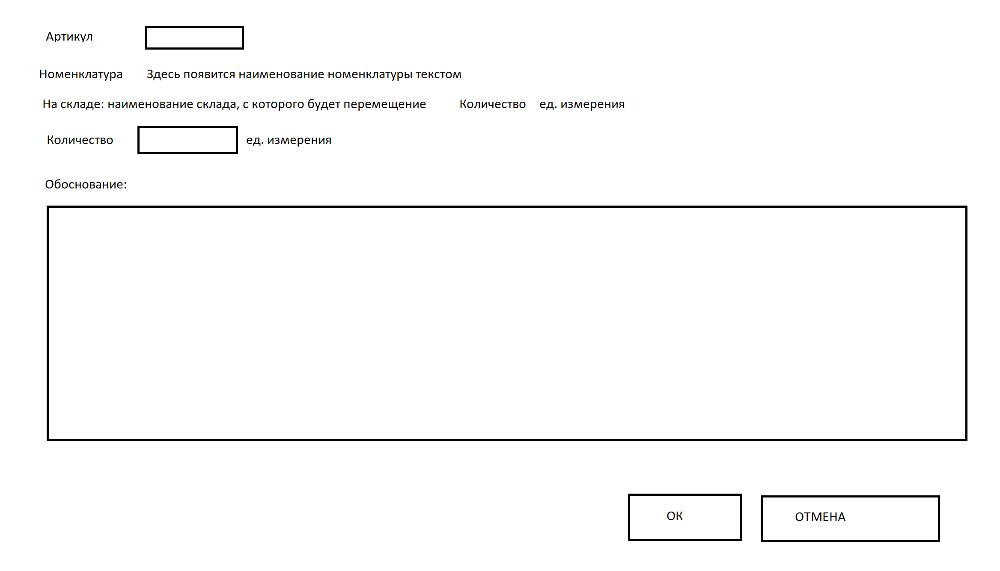 Артикул
Номенклатура Здесь появится наименование номенклатуры текстом
На складе: наименование склада, с которого будет перемещение Количество ед. измерения
Количество ед. измерения
Обоснование:
ОК ОТМЕНА